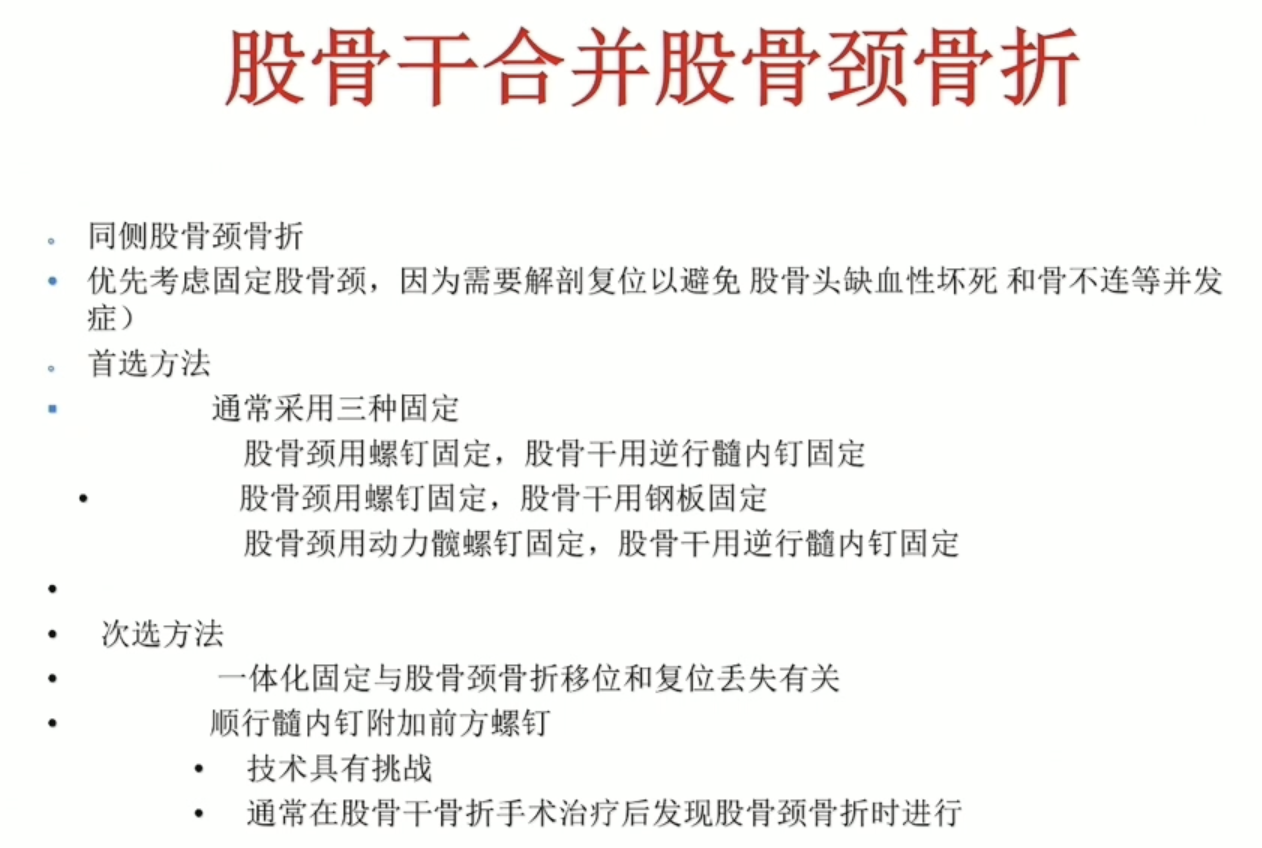 股骨干合并股骨颈骨折
同侧股骨颈骨折
优先考虑固定股骨颈，因为需要解剖复位以避免 股骨头缺血性坏死 和骨不连等并发
症）
首选方法
通常采用三种固定
股骨颈用螺钉固定，股骨干用逆行髓内钉固定
股骨颈用螺钉固定，股骨干用钢板固定
股骨颈用动力髋螺钉固定，股骨干用逆行髓内钉固定
次选方法
一体化固定与股骨颈骨折移位和复位丢失有关
顺行髓内钉附加前方螺钉
技术具有挑战
通常在股骨干骨折手术治疗后发现股骨颈骨折时进行